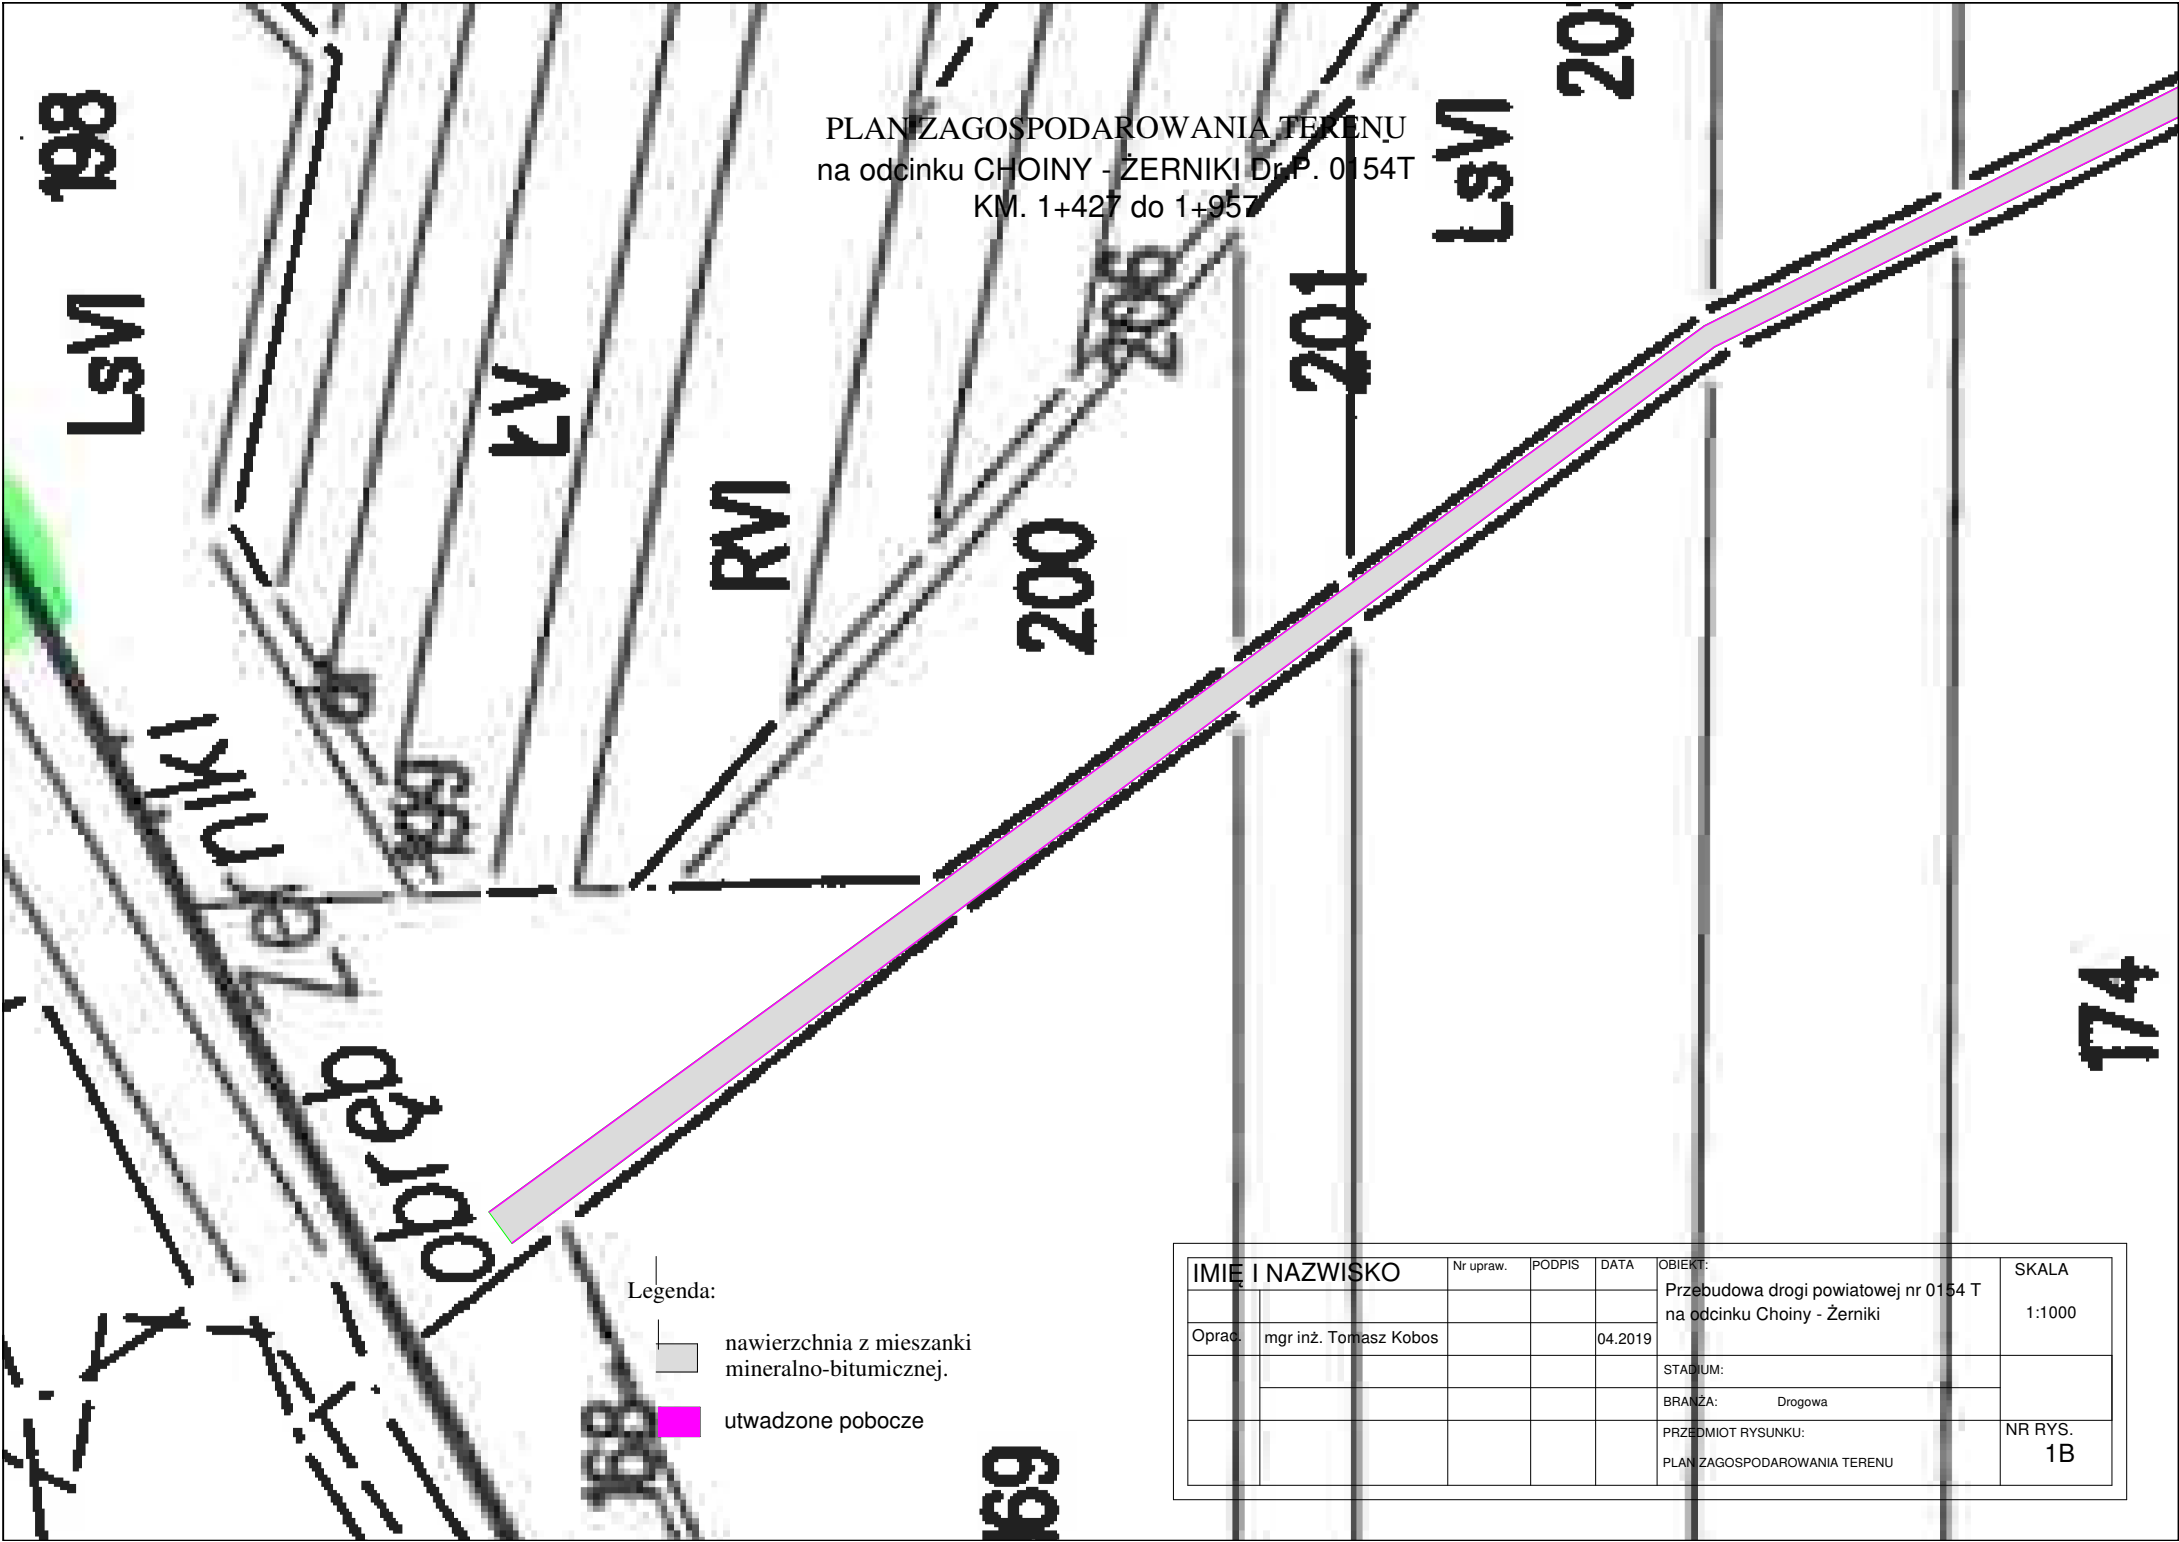 PLAN ZAGOSPODAROWANIA TERENU
na odcinku CHOINY - ŻERNIKI Dr.P. 0154T
KM. 1+427 do 1+957
198
LsVI
ŁV
RVI
206
201
LsVI
200
199
Obręb Żerniki
174
168
169
Legenda:
nawierzchnia z mieszanki
mineralno-bitumicznej.
utwadzone pobocze
IMIĘ I NAZWISKO
Nr upraw.
PODPIS
DATA
OBIEKT:
Przebudowa drogi powiatowej nr 0154 T
na odcinku Choiny - Żerniki
SKALA
1:1000
Oprac.
mgr inż. Tomasz Kobos
04.2019
STADIUM:
BRANŻA: Drogowa
PRZEDMIOT RYSUNKU:
PLAN ZAGOSPODAROWANIA TERENU
NR RYS.
1B